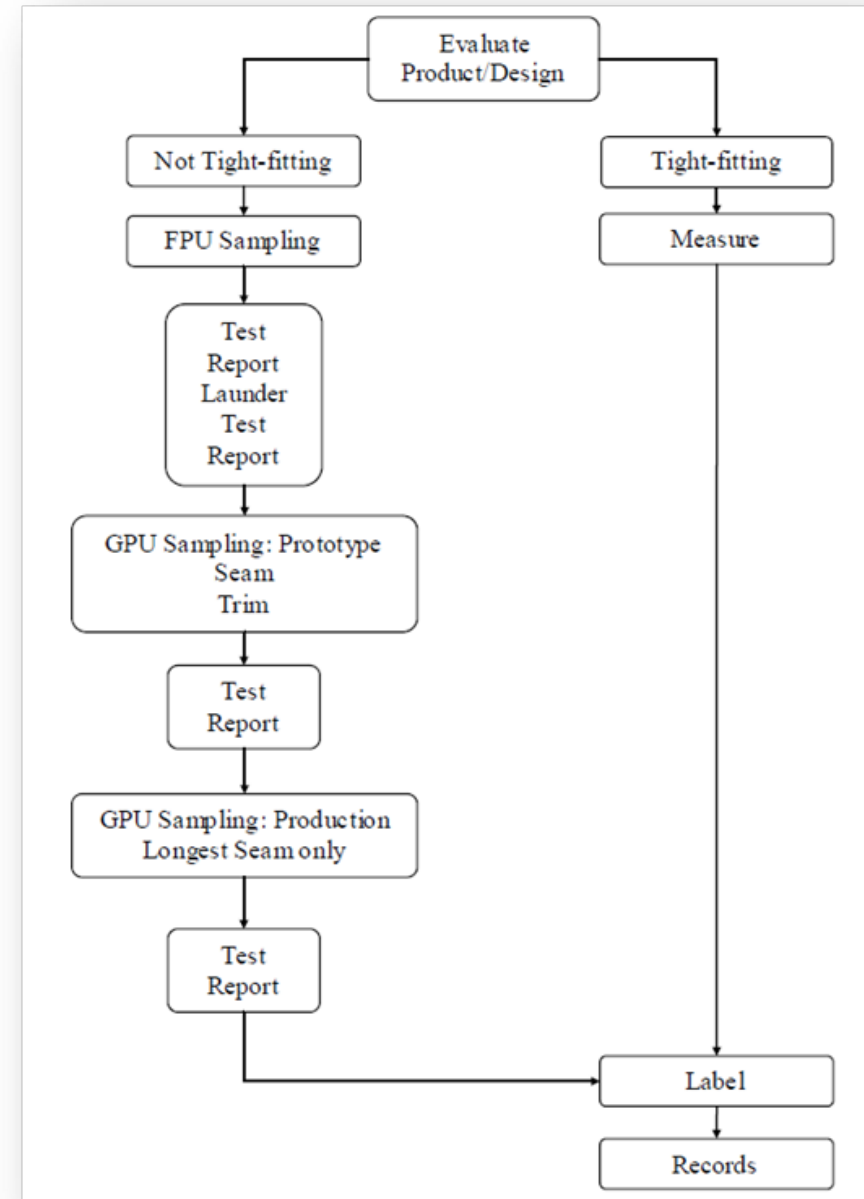 Evaluate
Product/Design
Not Tight-fitting
Tight-fitting
FPU Sampling
Measure
Test
Report
Launder
Test
Report
GPU Sampling: Prototype
Seam
Trim
Test
Report
GPU Sampling: Production
Longest Seam only
Test
Report
Label
Records